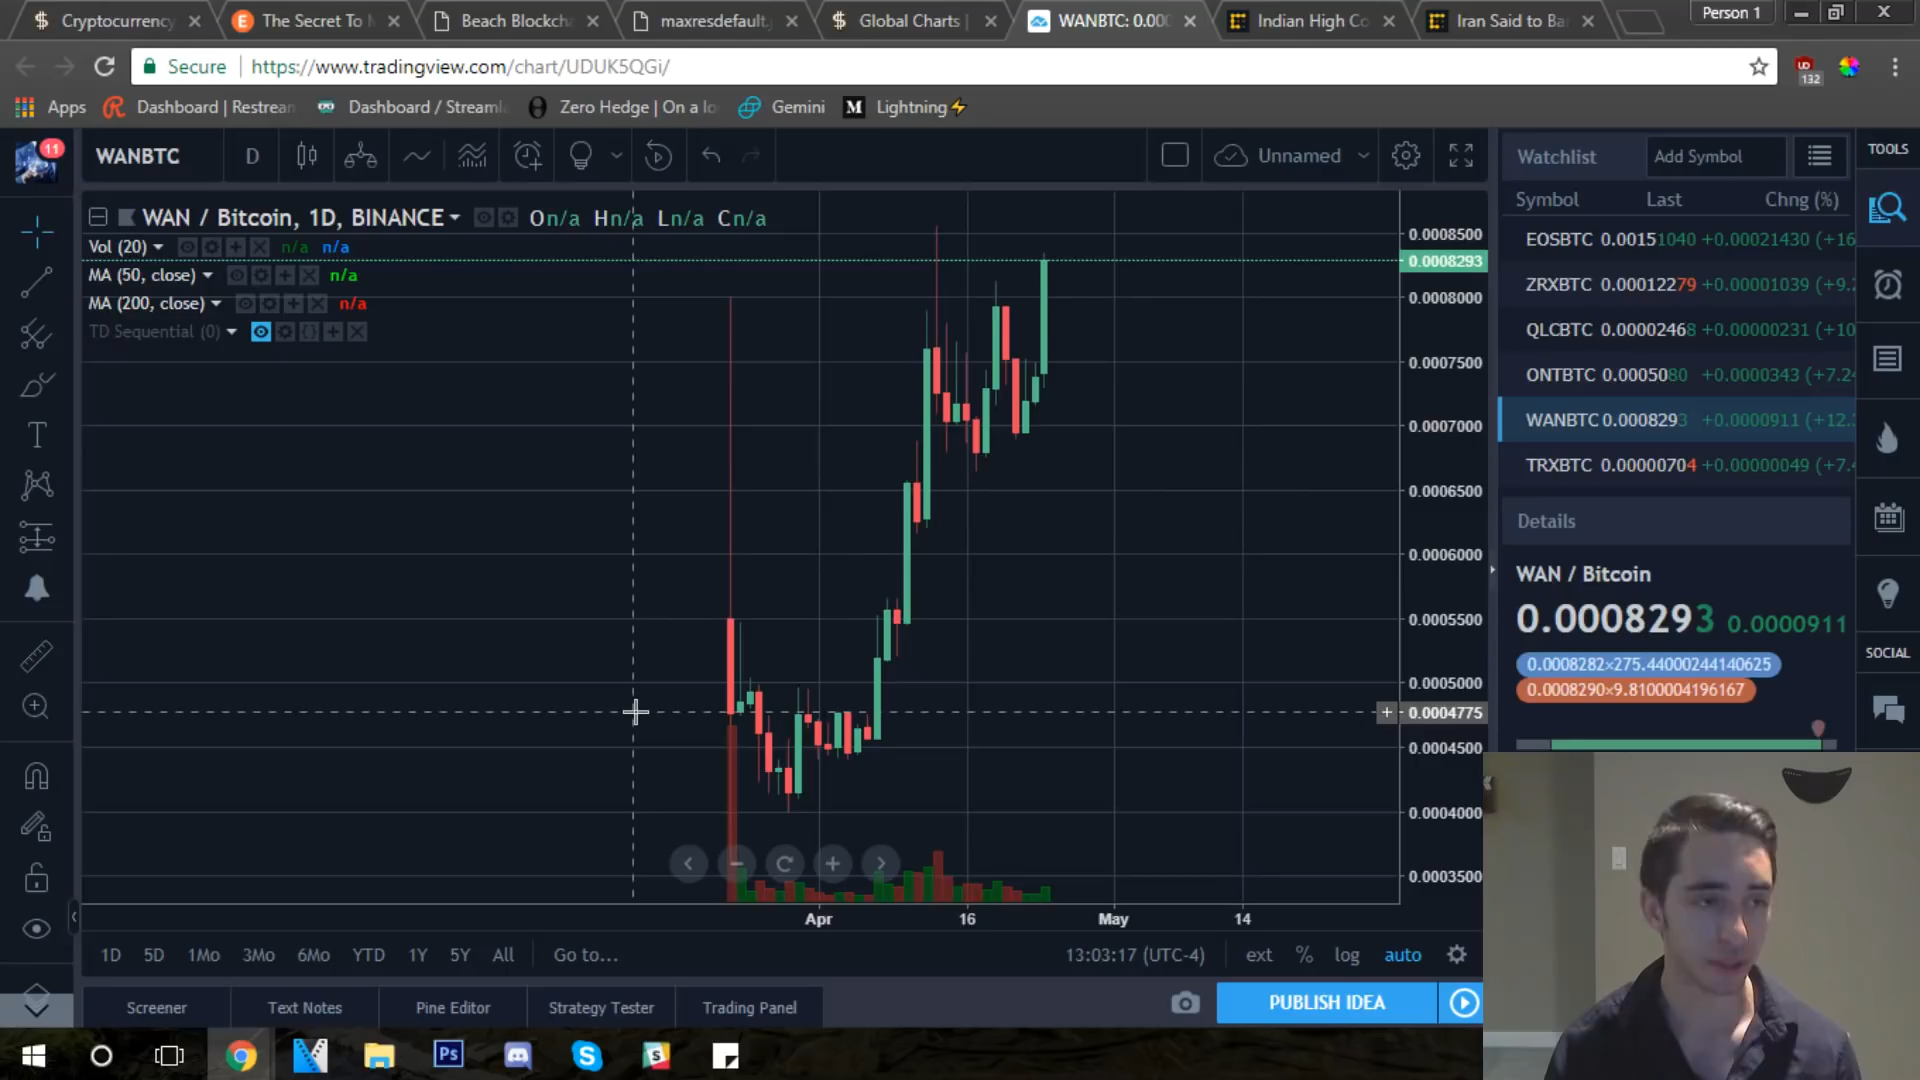 Cryptocurrency
The Secret To M
Beach Blockcha
maxresdefault.
Global Charts |
WANBTC: 0.000
Indian High Co
Iran Said to Ba
Person 1
Secure
https://www.tradingview.com/chart/UDUK5QGi/
132
Apps
Dashboard | Restrean
Dashboard / Streamla
Zero Hedge | On a lo
Gemini
M
Lightning⚡
11
WANBTC
D
Unnamed
Watchlist
Add Symbol
TOOLS
WAN / Bitcoin, 1D, BINANCE
On/a Hn/a Ln/a Cn/a
Vol (20)
n/a n/a
MA (50, close)
n/a
MA (200, close)
n/a
TD Sequential (0)
0.0008500
0.0008293
0.0008000
0.0007500
0.0007000
0.0006500
0.0006000
0.0005500
0.0005000
0.0004775
0.0004500
0.0004000
0.0003500
Symbol Last Chng (%)
EOSBTC 0.00151040 +0.00021430 (+16
ZRXBTC 0.00012279 +0.00001039 (+9.2
QLCBTC 0.00002468 +0.00000231 (+10
ONTBTC 0.0005080 +0.0000343 (+7.24
WANBTC 0.0008293 +0.0000911 (+12.
TRXBTC 0.00000704 +0.00000049 (+7.4
Details
WAN / Bitcoin
0.0008293 0.0000911
0.0008282×275.44000244140625
0.0008290×9.8100004196167
SOCIAL
Apr 16 May 14
1D 5D 1Mo 3Mo 6Mo YTD 1Y 5Y All Go to...
13:03:17 (UTC-4) ext % log auto
Screener Text Notes Pine Editor Strategy Tester Trading Panel
PUBLISH IDEA
Ps